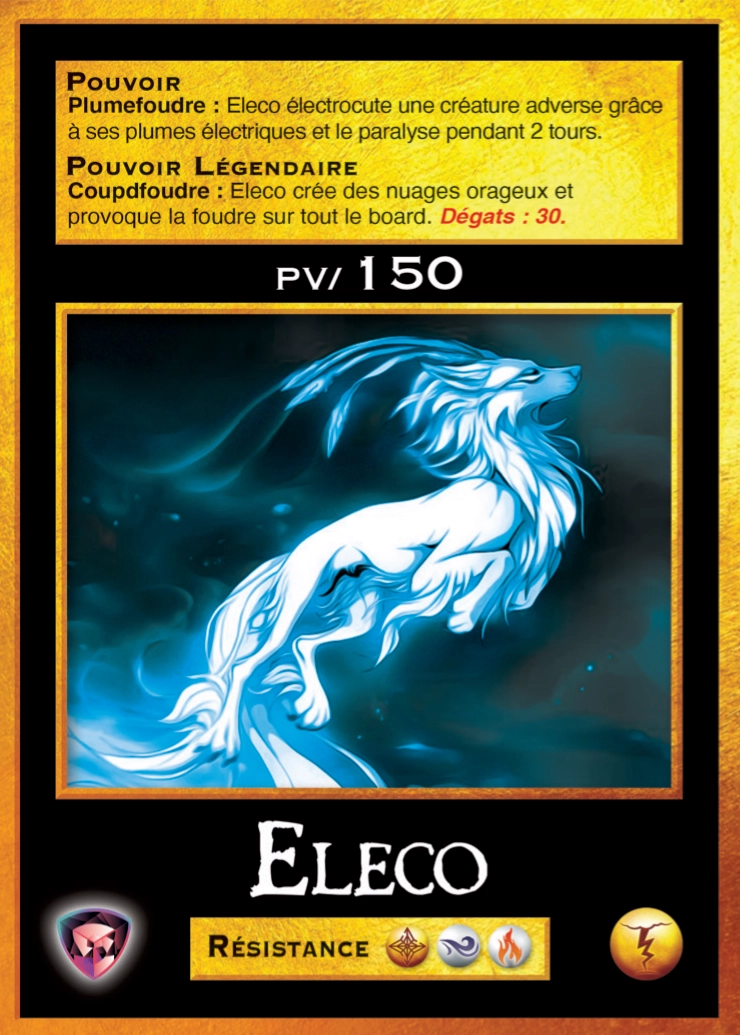 Pouvoir
Plumefoudre : Eleco électrocute une créature adverse grâce
à ses plumes électriques et le paralyse pendant 2 tours.
Pouvoir Légendaire
Coupdfoudre : Eleco crée des nuages orageux et
provoque la foudre sur tout le board. Dégats : 30.
PV/ 150
Eleco
Résistance